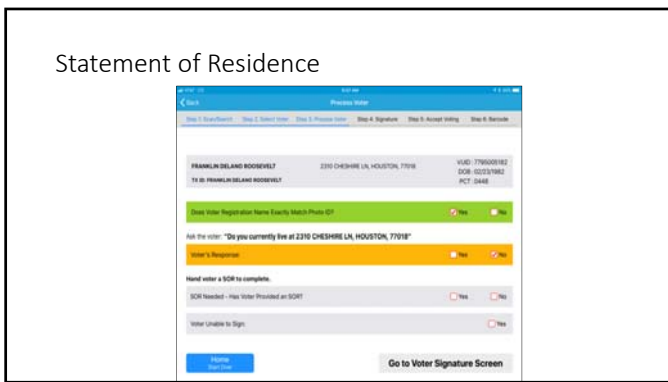 Statement of Residence
Back
Process Voter
Step 1: Scan/Search Step 2: Select Voter Step 3: Process Voter Step 4: Signature Step 5: Accept Voting Step 6: Barcode
FRANKLIN DELANO ROOSEVELT 2310 CHESHIRE LN, HOUSTON, 77018 VUID: 7795005182
DOB: 02/23/1982
TX ID: FRANKLIN DELANO ROOSEVELT PCT: 0448
Does Voter Registration Name Exactly Match Photo ID? Yes No
Ask the voter: "Do you currently live at 2310 CHESHIRE LN, HOUSTON, 77018"
Voter's Response: Yes No
Hand voter a SOR to complete.
SOR Needed - Has Voter Provided an SOR? Yes No
Voter Unable to Sign: Yes
Home
Start Over
Go to Voter Signature Screen